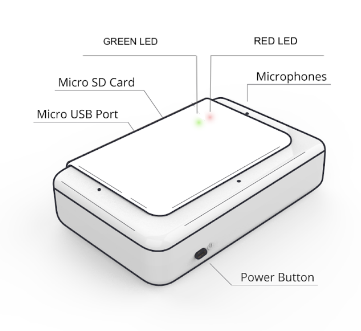 GREEN LED
RED LED
Micro SD Card
Microphones
Micro USB Port
Power Button